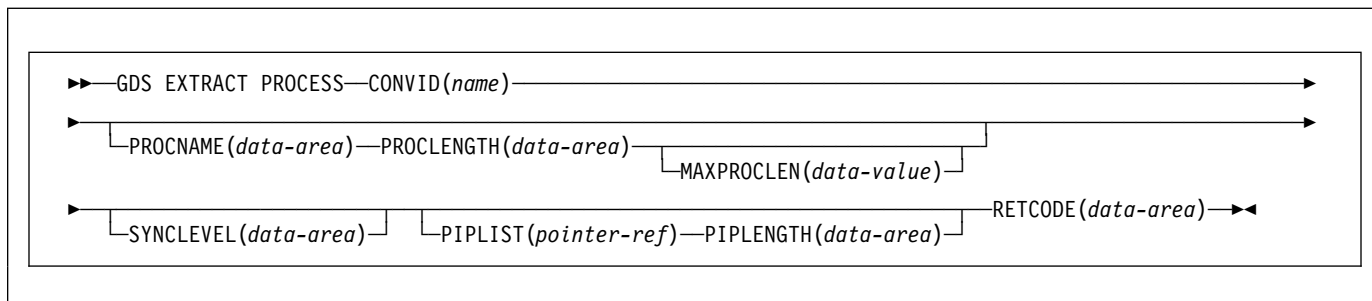 GDS EXTRACT PROCESS CONVID(name)
PROCNAME(data-area) PROCLENGTH(data-area)
MAXPROCLEN(data-value)
RETCODE(data-area)
SYNCLEVEL(data-area) PIPLIST(pointer-ref) PIPLENGTH(data-area)